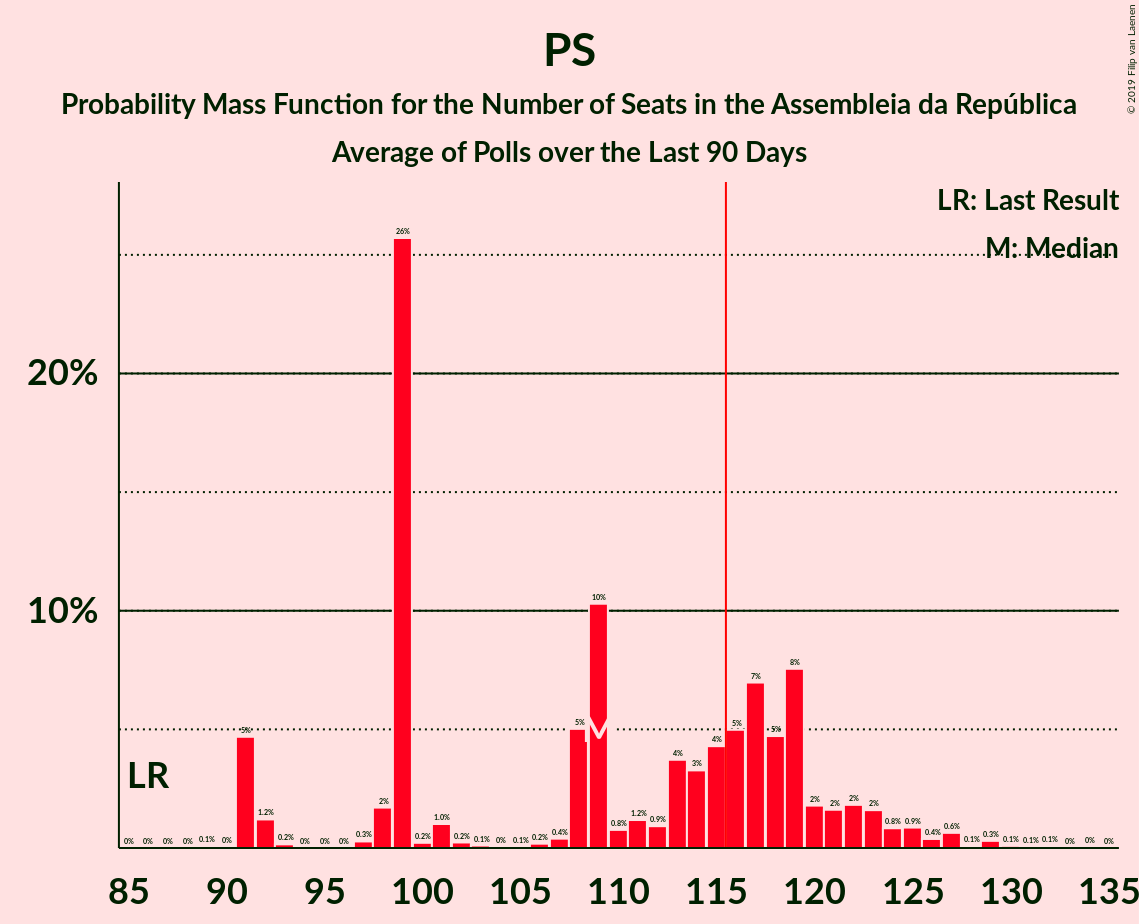 PS
Probability Mass Function for the Number of Seats in the Assembleia da República
Average of Polls over the Last 90 Days
© 2019 Filip van Laenen
LR: Last Result
M: Median
20%
10%
LR
M
0% 0% 0% 0% 0.1% 0% 5% 1.2% 0.2% 0% 0% 0% 0.3% 2% 26% 0.2% 1.0% 0.2% 0.1% 0% 0.1% 0.2% 0.4% 5% 10% 0.8% 1.2% 0.9% 4% 3% 4% 5% 7% 5% 8% 2% 2% 2% 2% 0.8% 0.9% 0.4% 0.6% 0.1% 0.3% 0.1% 0.1% 0.1% 0% 0% 0%
85 90 95 100 105 110 115 120 125 130 135